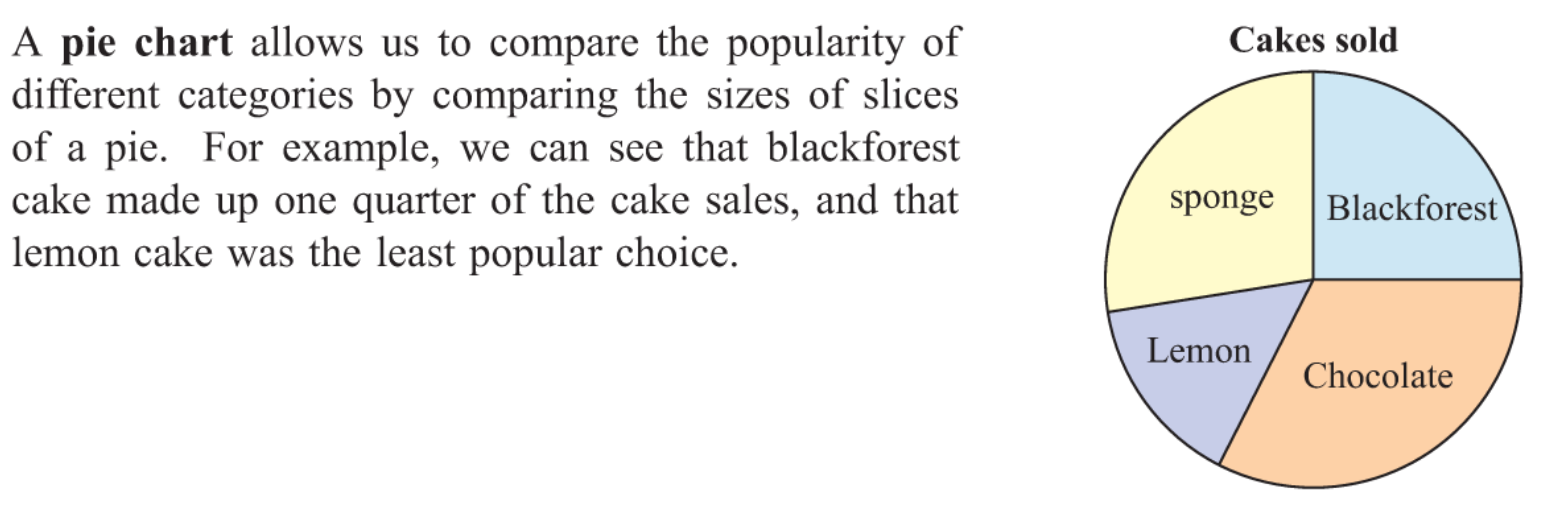 A pie chart allows us to compare the popularity of
different categories by comparing the sizes of slices
of a pie. For example, we can see that blackforest
cake made up one quarter of the cake sales, and that
lemon cake was the least popular choice.
Cakes sold
sponge
Blackforest
Lemon
Chocolate